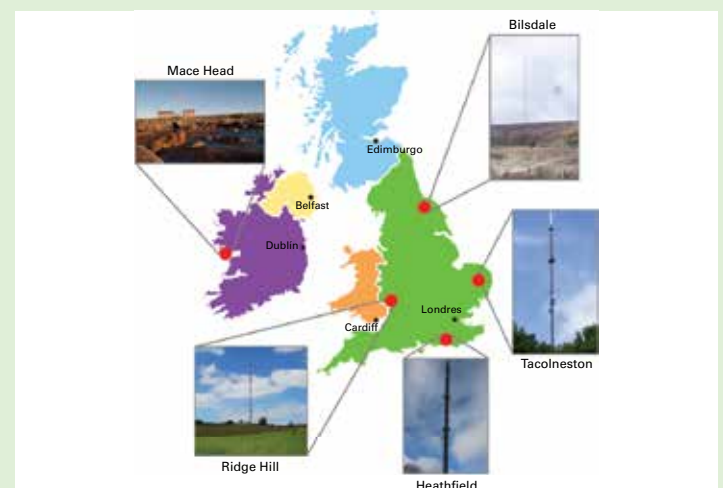 Bilsdale
Mace Head
Edimburgo
Belfast
Dublin
Londres
Cardiff
Tacolneston
Ridge Hill
Heathfield